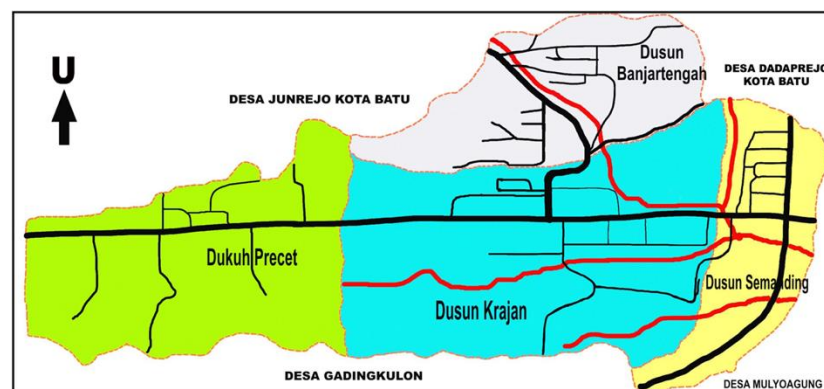 U
Dusun
Banjartengah
DESA DADAPREJO
KOTA BATU
DESA JUNREJO KOTA BATU
Dukuh Precet
Dusun Krajan
Dusun Semanding
DESA GADINGKULON
DESA MULYOAGUNG